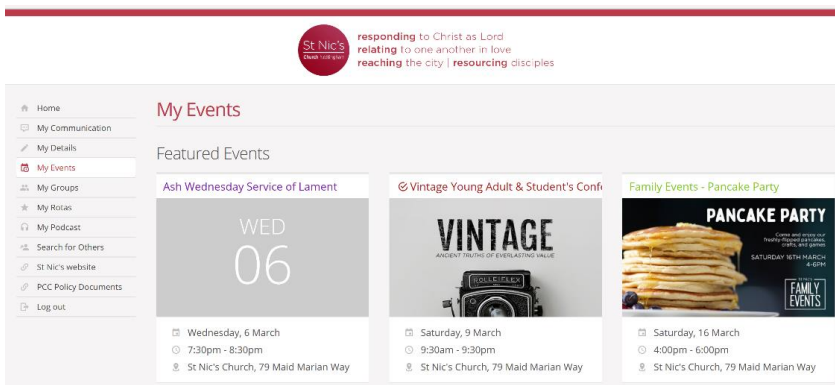 St Nic's
Church Nottingham
responding to Christ as Lord
relating to one another in love
reaching the city | resourcing disciples
Home
My Communication
My Details
My Events
My Groups
My Rotas
My Podcast
Search for Others
St Nic's website
PCC Policy Documents
Log out
My Events
Featured Events
Ash Wednesday Service of Lament
WED
06
Wednesday, 6 March
7:30pm - 8:30pm
St Nic's Church, 79 Maid Marian Way
Vintage Young Adult & Student's Conf
VINTAGE
ANCIENT TRUTHS OF EVERLASTING VALUE
ROLLEIFLEX
Saturday, 9 March
9:30am - 9:30pm
St Nic's Church, 79 Maid Marian Way
Family Events - Pancake Party
PANCAKE PARTY
Come and enjoy our
freshly-flipped pancakes,
crafts, and games
SATURDAY 16TH MARCH
4-6PM
ST NIC'S
FAMILY
EVENTS
Saturday, 16 March
4:00pm - 6:00pm
St Nic's Church, 79 Maid Marian Way